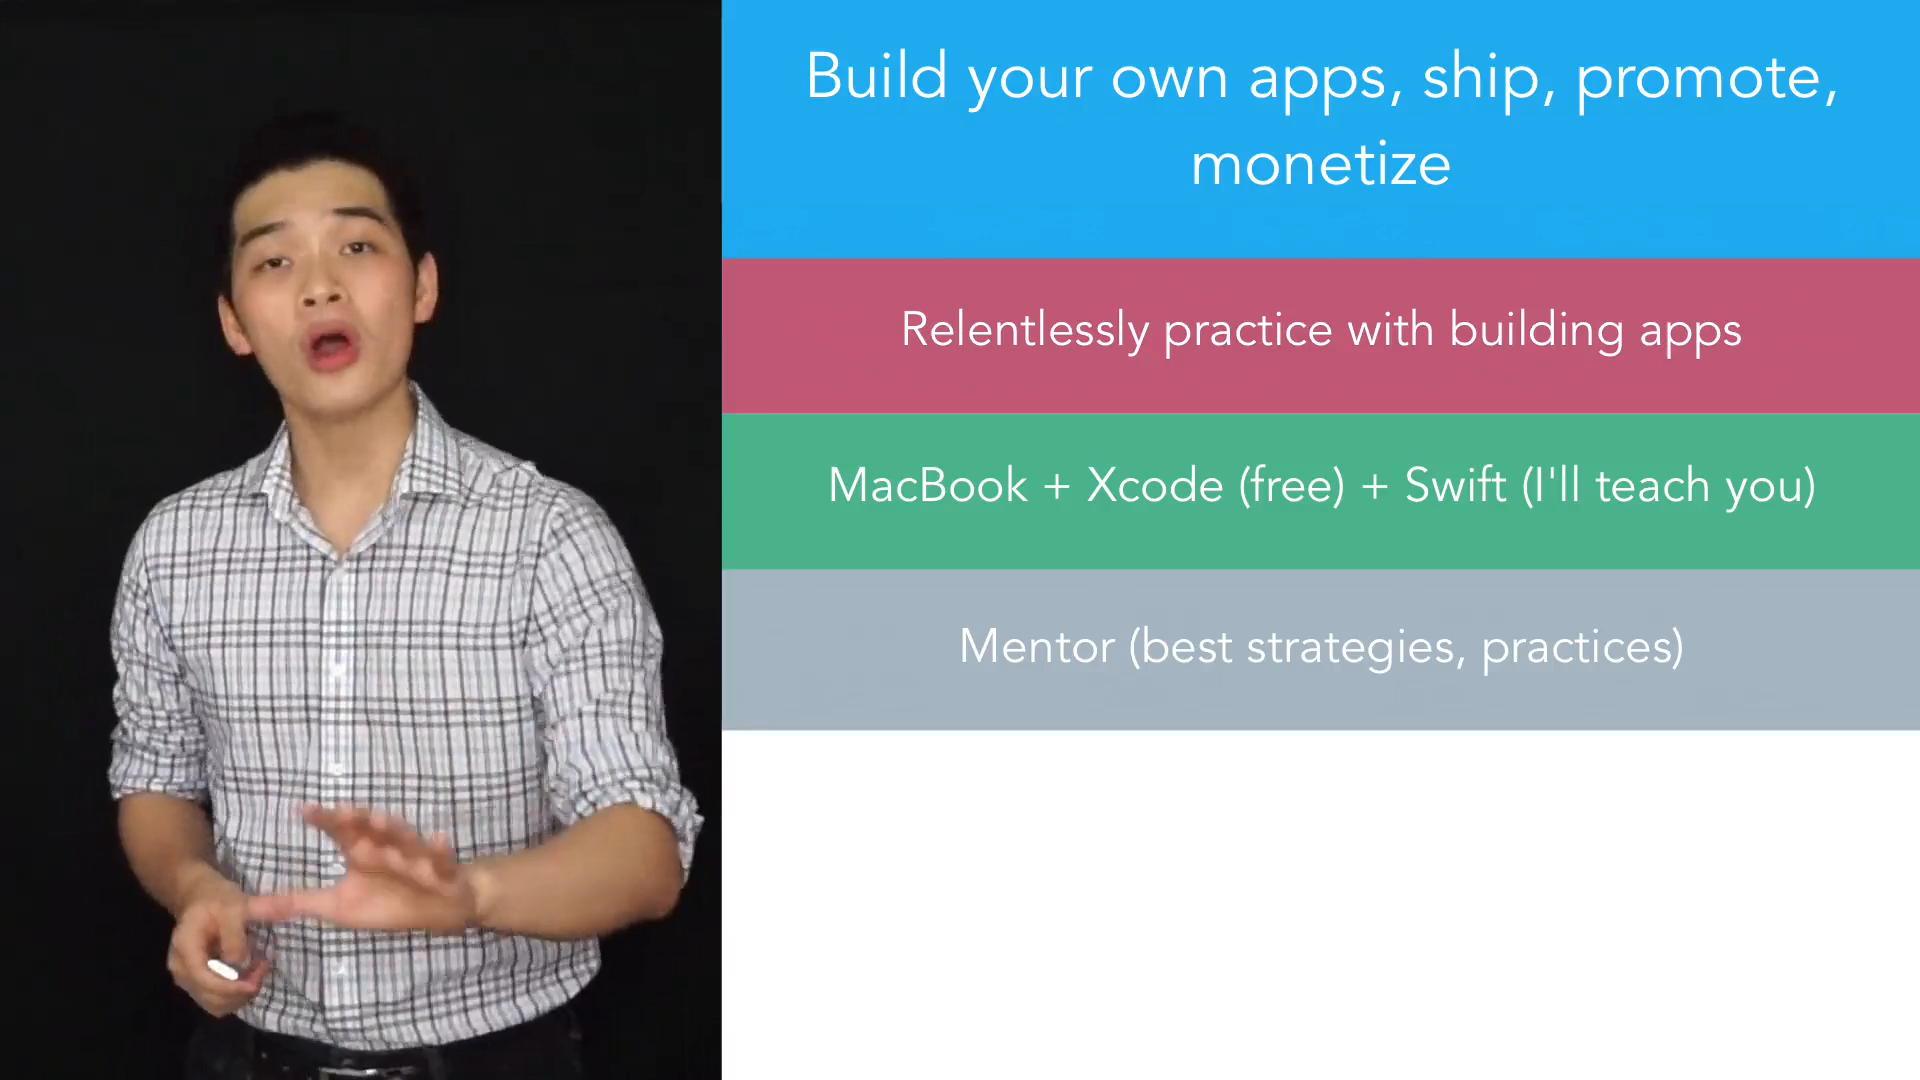 Build your own apps, ship, promote,
monetize
Relentlessly practice with building apps
MacBook + Xcode (free) + Swift (I'll teach you)
Mentor (best strategies, practices)